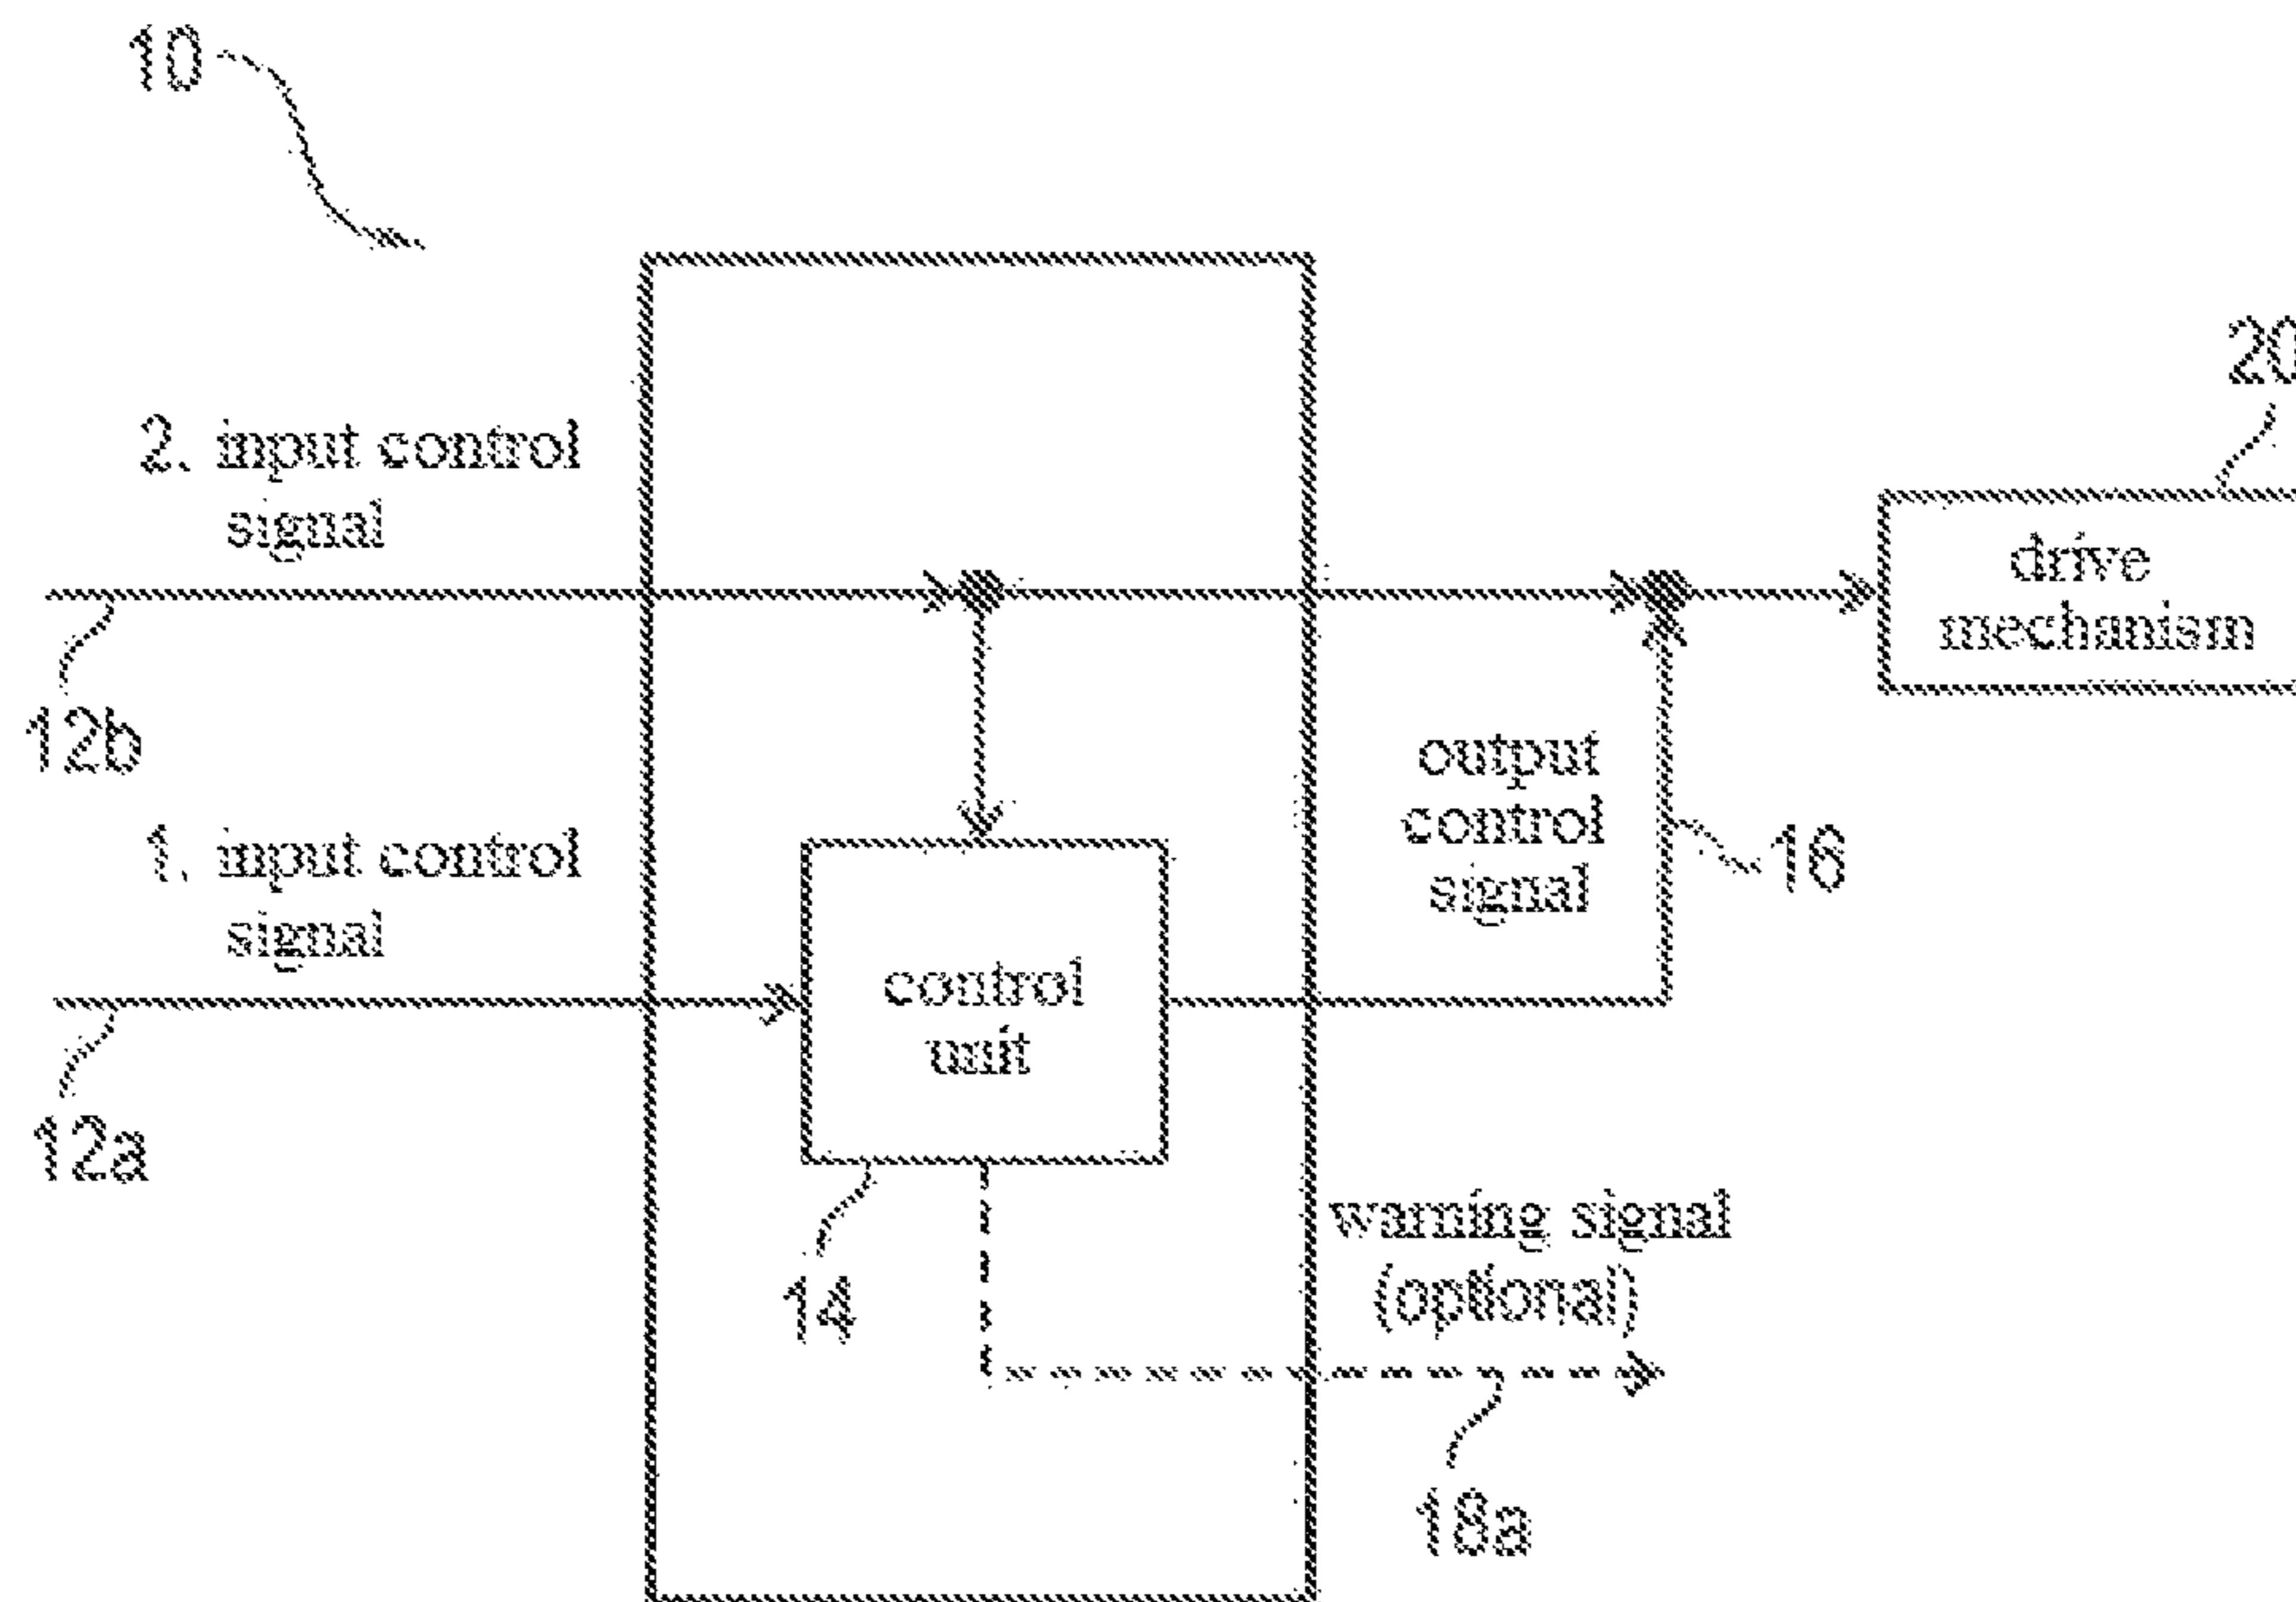 10
20
2. input control
signal
drive
mechanism
12b
output
control
signal
16
1. input control
signal
control
unit
12a
warning signal
(optional)
14
18a